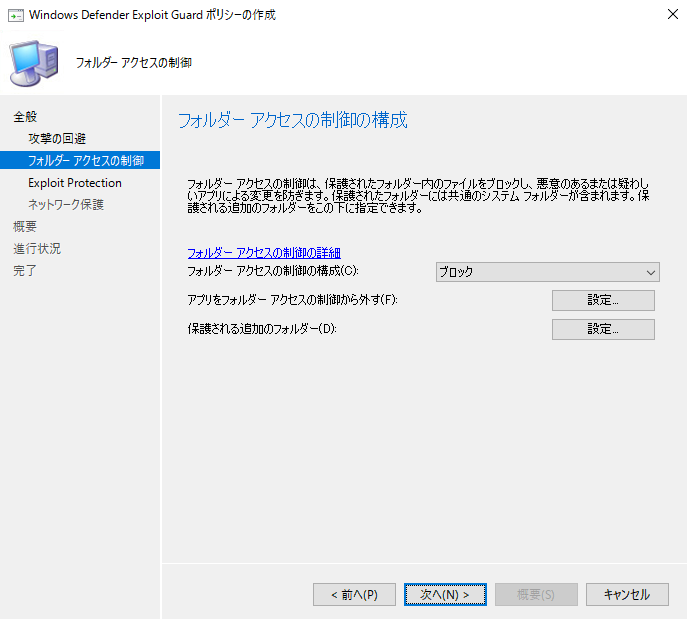 Windows Defender Exploit Guard ポリシーの作成
フォルダー アクセスの制御
全般
攻撃の回避
フォルダー アクセスの制御
Exploit Protection
ネットワーク保護
概要
進行状況
完了
フォルダー アクセスの制御の構成
フォルダー アクセスの制御は、保護されたフォルダー内のファイルをブロックし、悪意のあるまたは疑わし
いアプリによる変更を防ぎます。保護されたフォルダーには共通のシステム フォルダーが含まれます。保
護される追加のフォルダーをこの下に指定できます。
フォルダー アクセスの制御の詳細
フォルダー アクセスの制御の構成(C): ブロック
アプリをフォルダー アクセスの制御から外す(F): 設定...
保護される追加のフォルダー(D): 設定...
< 前へ(P) 次へ(N) > 概要(S) キャンセル